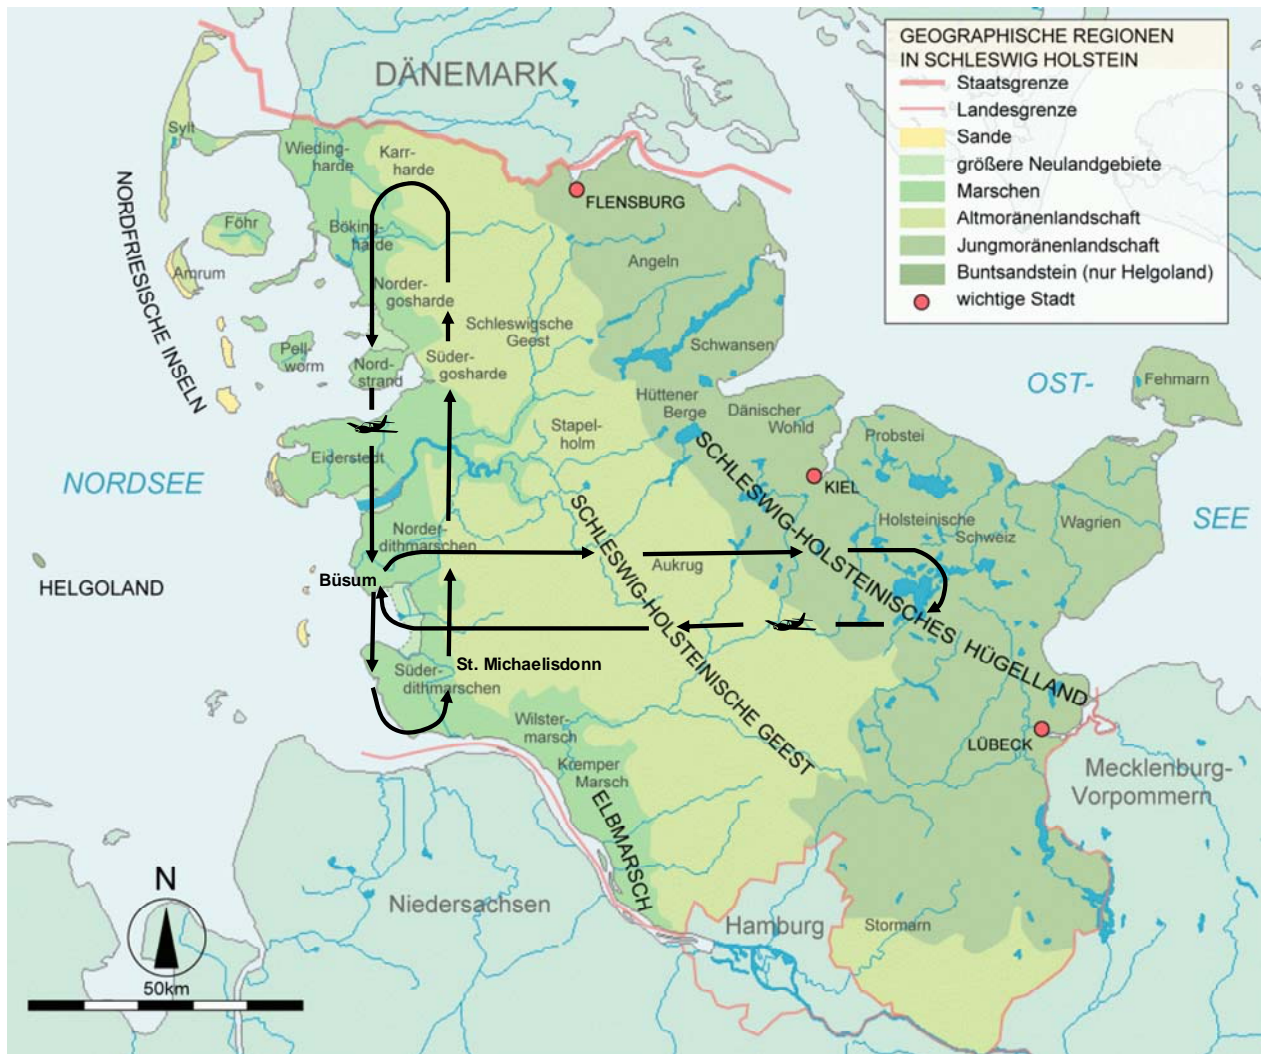 GEOGRAPHISCHE REGIONEN
IN SCHLESWIG HOLSTEIN
Staatsgrenze
Landesgrenze
Sande
größere Neulandgebiete
Marschen
Altmoränenlandschaft
Jungmoränenlandschaft
Buntsandstein (nur Helgoland)
wichtige Stadt
DÄNEMARK
Sylt
Wieding-
harde
Karr-
harde
FLENSBURG
NORDFRIESISCHE INSELN
Föhr
Böking-
harde
Amrum
Angeln
Norder-
gosharde
Schleswigsche
Geest
Schwansen
Pell-
worm
Nord-
strand
Süder-
gosharde
OST-
Fehmarn
Hüttener
Berge
Dänischer
Wohld
Stapel-
holm
Probstei
Eiderstedt
NORDSEE
KIEL
SCHLESWIG-HOLSTEINISCHES HÜGELLAND
SCHLESWIG-HOLSTEINISCHE GEEST
Holsteinische
Schweiz
Wagrien
SEE
Norder-
dithmarschen
Aukrug
Büsum
HELGOLAND
St. Michaelisdonn
Süder-
dithmarschen
Wilster-
marsch
LÜBECK
Kremper
Marsch
Mecklenburg-
Vorpommern
ELBMARSCH
Niedersachsen
Hamburg
Stormarn
N
50km